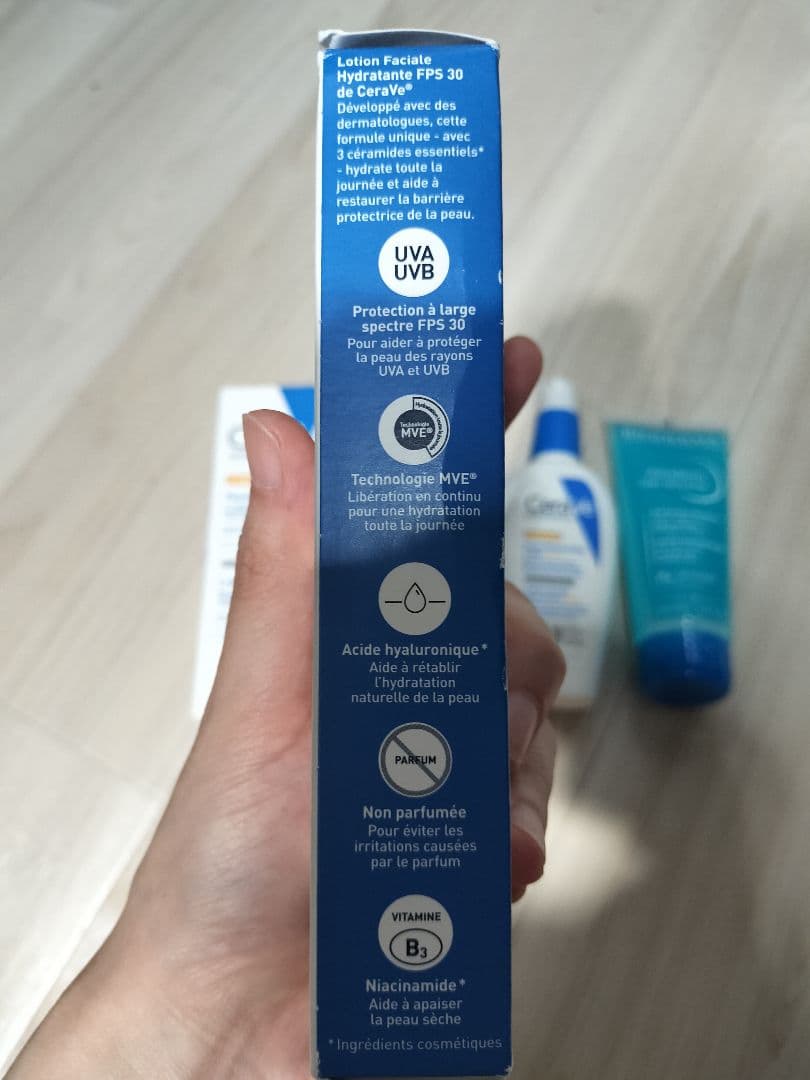 Lotion Faciale
Hydratante FPS 30
de CeraVe®
Développé avec des
dermatologues, cette
formule unique - avec
3 céramides essentiels*
- hydrate toute la
journée et aide à
restaurer la barrière
protectrice de la peau.
UVA
UVB
Protection à large
spectre FPS 30
Pour aider à protéger
la peau des rayons
UVA et UVB
Technologie
MVE®
Technologie MVE®
Libération en continu
pour une hydratation
toute la journée
Acide hyaluronique*
Aide à rétablir
l'hydratation
naturelle de la peau
PARFUM
Non parfumée
Pour éviter les
irritations causées
par le parfum
VITAMINE
B3
Niacinamide*
Aide à apaiser
la peau sèche
*Ingrédients cosmétiques
CeraVe